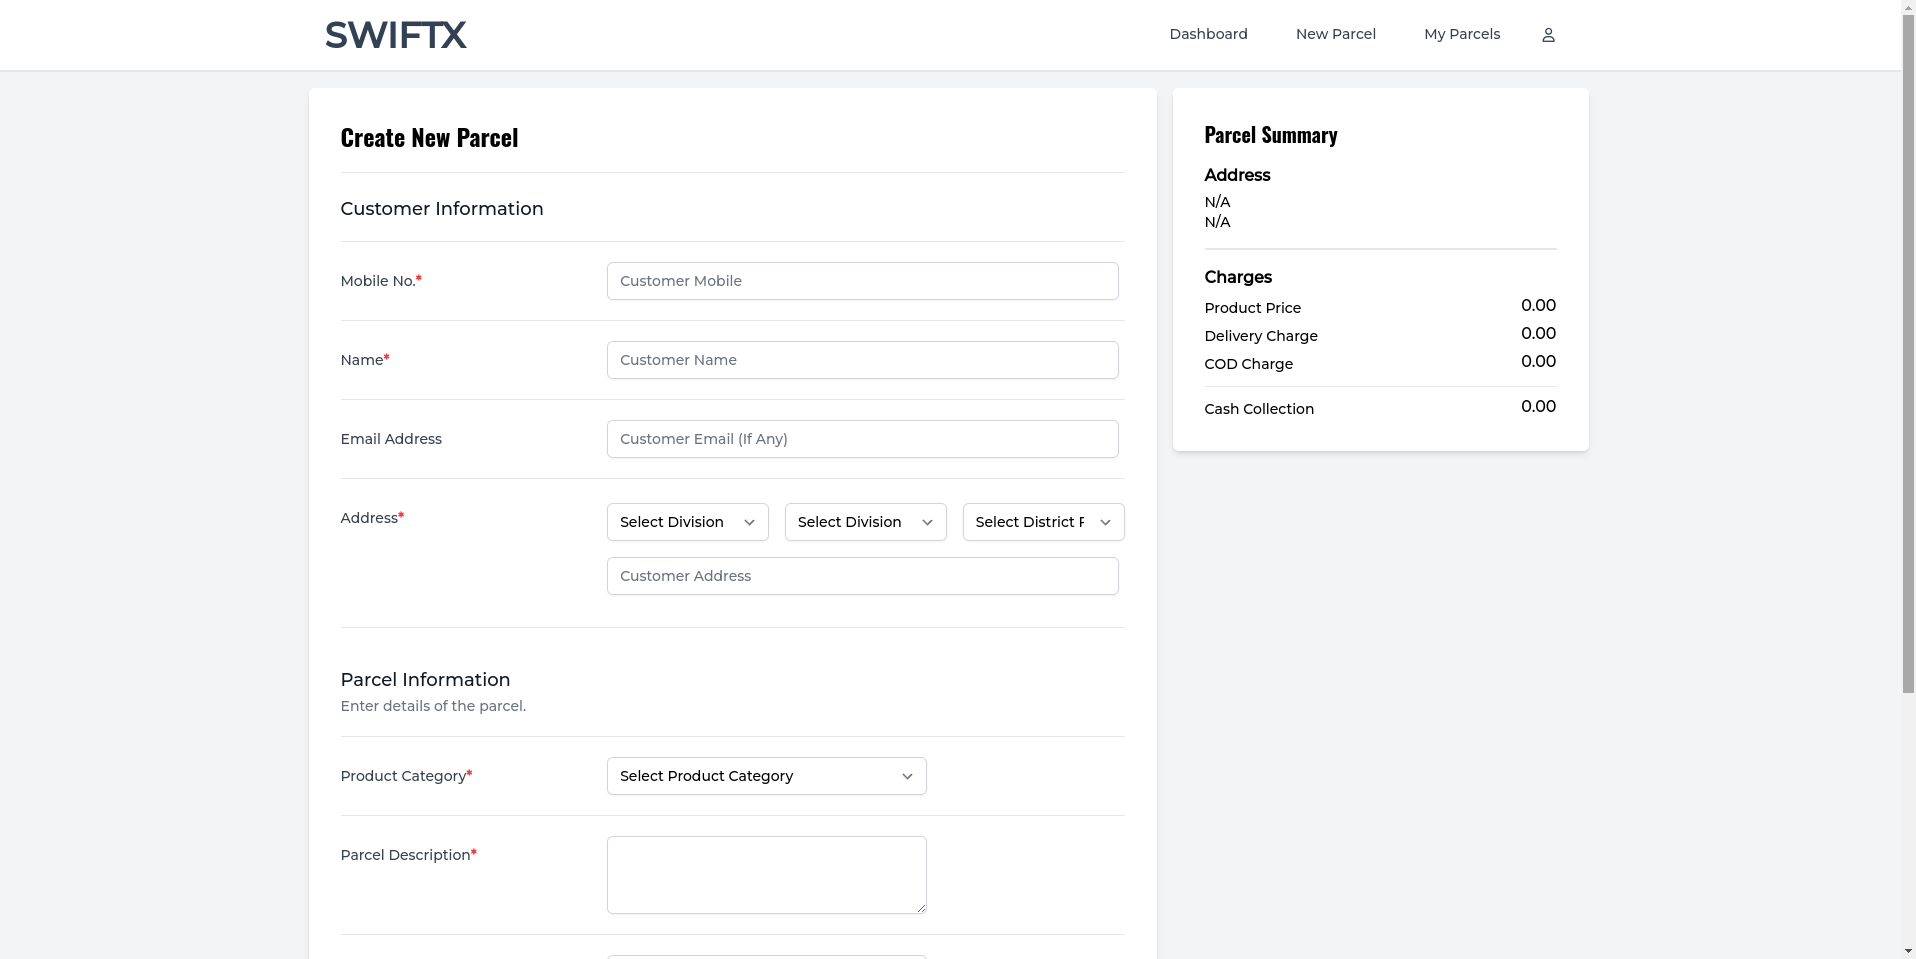 SWIFTX
Dashboard
New Parcel
My Parcels
Create New Parcel
Customer Information
Mobile No.*
Customer Mobile
Name*
Customer Name
Email Address
Customer Email (If Any)
Address*
Select Division
Select Division
Select District F
Customer Address
Parcel Information
Enter details of the parcel.
Product Category*
Select Product Category
Parcel Description*
Parcel Summary
Address
N/A
N/A
Charges
Product Price 0.00
Delivery Charge 0.00
COD Charge 0.00
Cash Collection 0.00